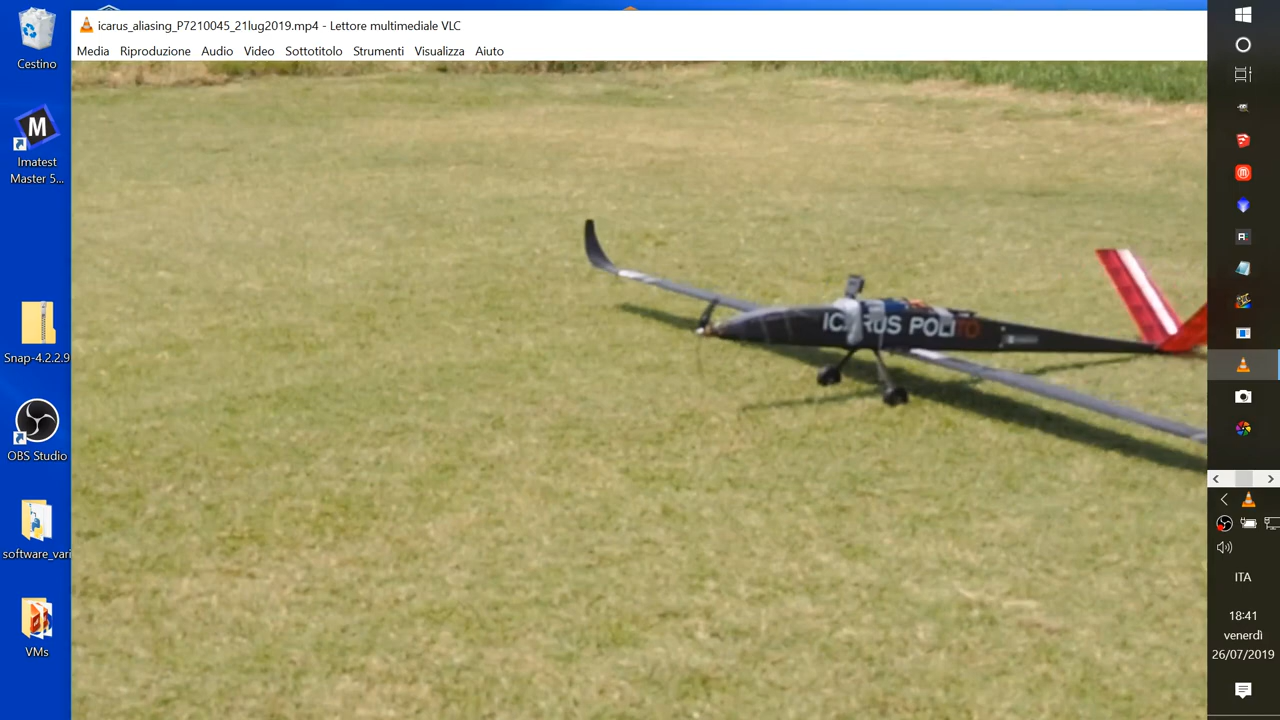 icarus_aliasing_P7210045_21lug2019.mp4 - Lettore multimediale VLC
Media Riproduzione Audio Video Sottotitolo Strumenti Visualizza Aiuto
Cestino
M
Imatest
Master 5...
Snap-4.2.2.9
OBS Studio
software_vari
VMs
ICARUS POLITO
ITA
18:41
venerdì
26/07/2019